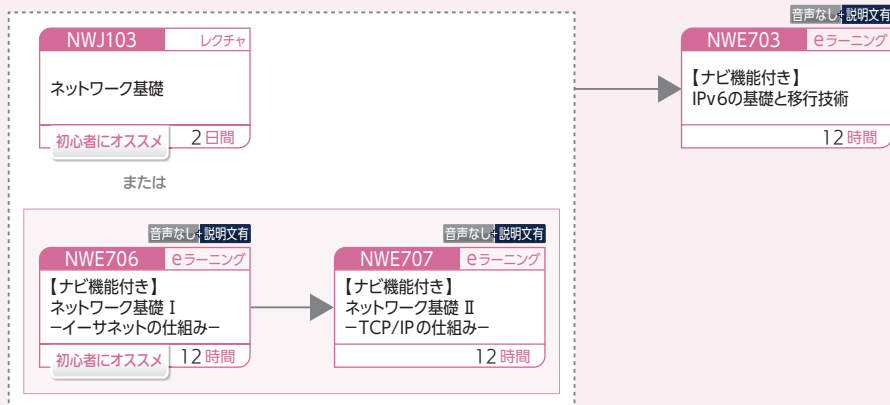 NWJ103 レクチャ
ネットワーク基礎
初心者にオススメ 2日間
または
音声なし+説明文有
NWE706 eラーニング
【ナビ機能付き】
ネットワーク基礎 Ⅰ
−イーサネットの仕組み−
初心者にオススメ 12時間
音声なし+説明文有
NWE707 eラーニング
【ナビ機能付き】
ネットワーク基礎 Ⅱ
−TCP/IPの仕組み−
12時間
音声なし+説明文有
NWE703 eラーニング
【ナビ機能付き】
IPv6の基礎と移行技術
12時間